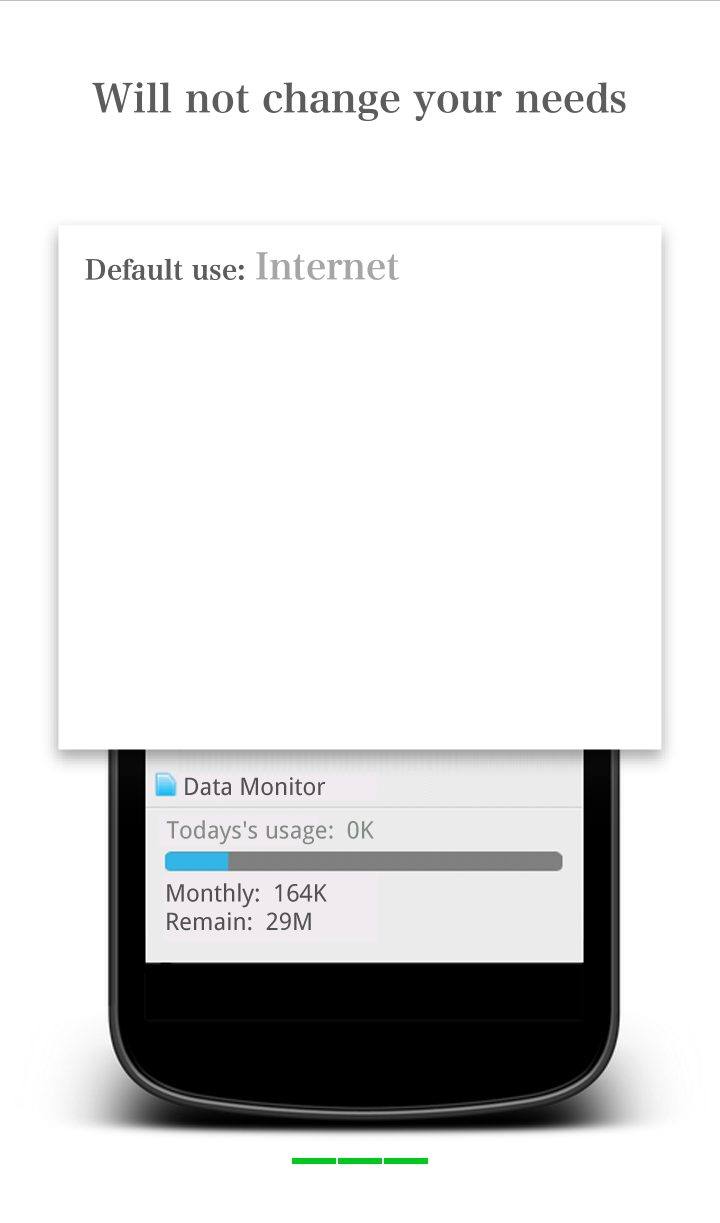 Will not change your needs
Default use: Internet
Data Monitor
Todays's usage: 0K
Monthly: 164K
Remain: 29M